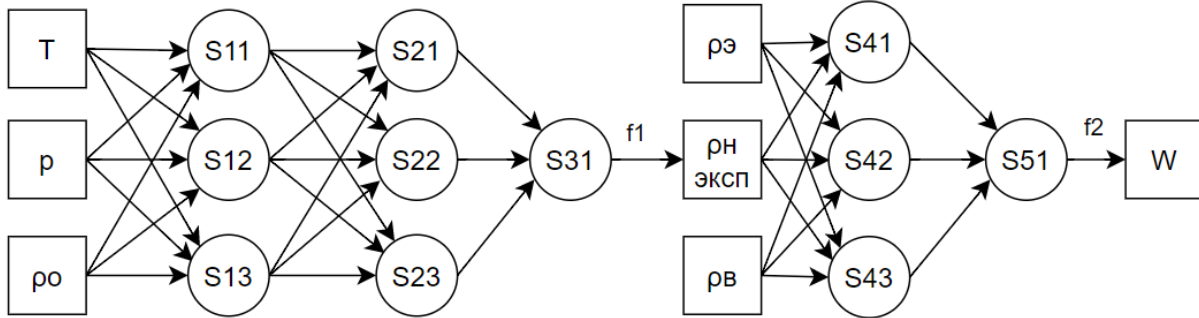 T
p
ρо
S11
S12
S13
S21
S22
S23
S31
f1
ρэ
ρн
эксп
ρв
S41
S42
S43
S51
f2
W